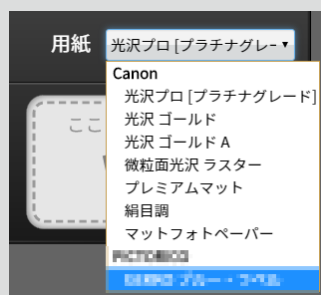 用紙
光沢プロ [プラチナグレー
Canon
光沢プロ [プラチナグレード]
光沢 ゴールド
光沢 ゴールド A
ここ
微粒面光沢 ラスター
プレミアムマット
絹目調
マットフォトペーパー